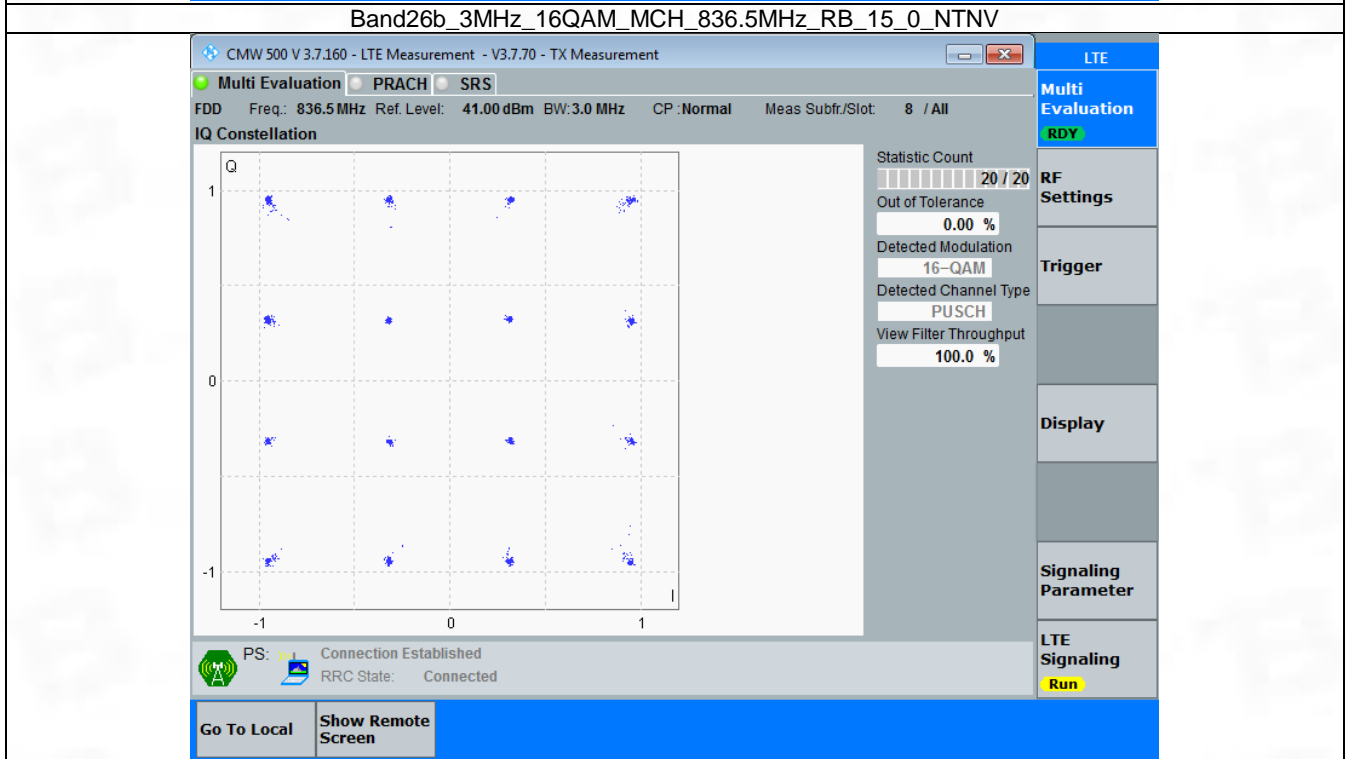 Band26b_3MHz_16QAM_MCH_836.5MHz_RB_15_0_NTNV
CMW 500 V 3.7.160 - LTE Measurement - V3.7.70 - TX Measurement
LTE
Multi Evaluation PRACH SRS
Multi Evaluation
RDY
FDD Freq.: 836.5 MHz Ref. Level: 41.00 dBm BW: 3.0 MHz CP : Normal Meas Subfr./Slot: 8 / All
IQ Constellation
Q
1
0
-1
-1 0 1
I
Statistic Count
20 / 20
Out of Tolerance
0.00 %
Detected Modulation
16-QAM
Detected Channel Type
PUSCH
View Filter Throughput
100.0 %
RF
Settings
Trigger
Display
Signaling
Parameter
LTE
Signaling
Run
PS: Connection Established
RRC State: Connected
Go To Local
Show Remote
Screen